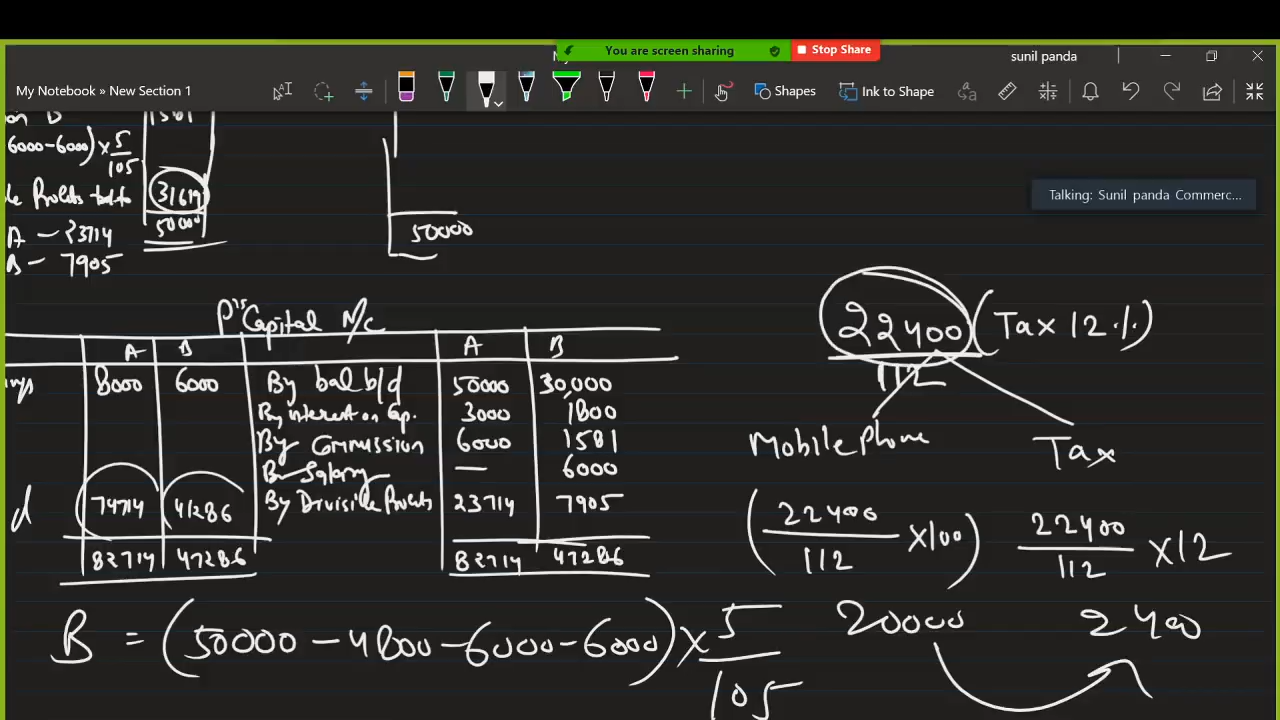 You are screen sharing
Stop Share
sunil panda
My Notebook » New Section 1
Shapes
Ink to Shape
Talking: Sunil panda Commerc...
6000-6000) × 5/105
Profits
31619
50000
A - 23714
B - 7905
50000
22400 (Tax 12%)
112
Prs Capital A/c
A B A B
ings 8000 6000 By bal b/d 50000 30,000
By interest on Cap. 3000 1800
By Commission 6000 1581
By Salary — 6000
d 74714 41286 By Divisible Profits 23714 7905
82714 47286 82714 47286
Mobile Phone Tax
(22400/112 × 100) 22400/112 × 12
20000 2400
B = (50000 - 4800 - 6000 - 6000) × 5/105